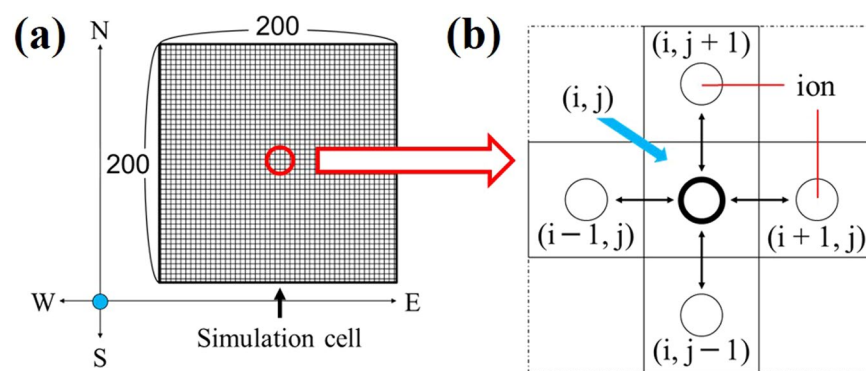 (a)
N
200
200
W
E
S
Simulation cell
(b)
(i, j + 1)
(i, j)
ion
(i − 1, j)
(i + 1, j)
(i, j − 1)